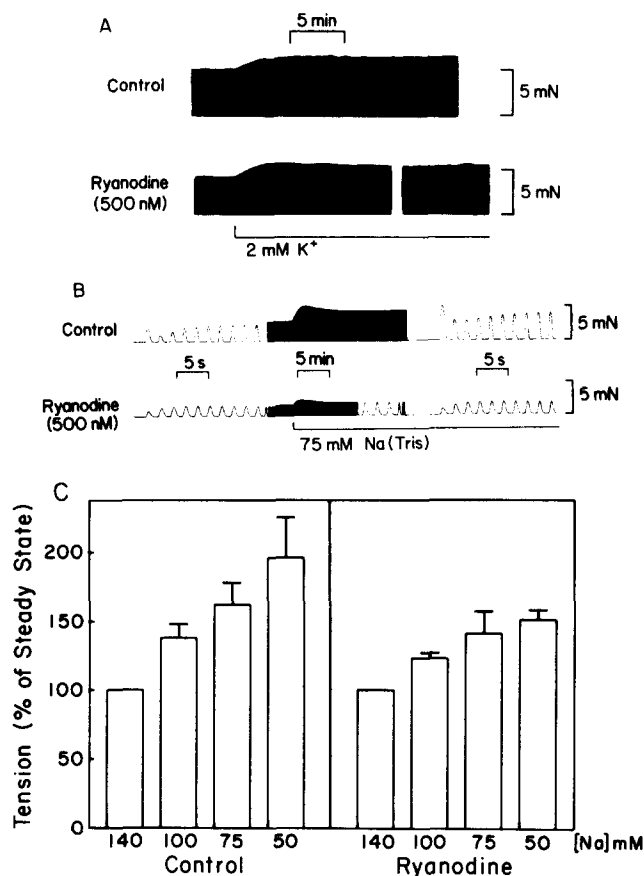 A
5 min
Control
5 mN
Ryanodine
(500 nM)
5 mN
2 mM K+
B
Control
5 mN
5 s
5 min
5 s
Ryanodine
(500 nM)
5 mN
75 mM Na (Tris)
C
Tension (% of Steady State)
200
150
100
50
0
140 100 75 50 140 100 75 50 [Na] mM
Control Ryanodine